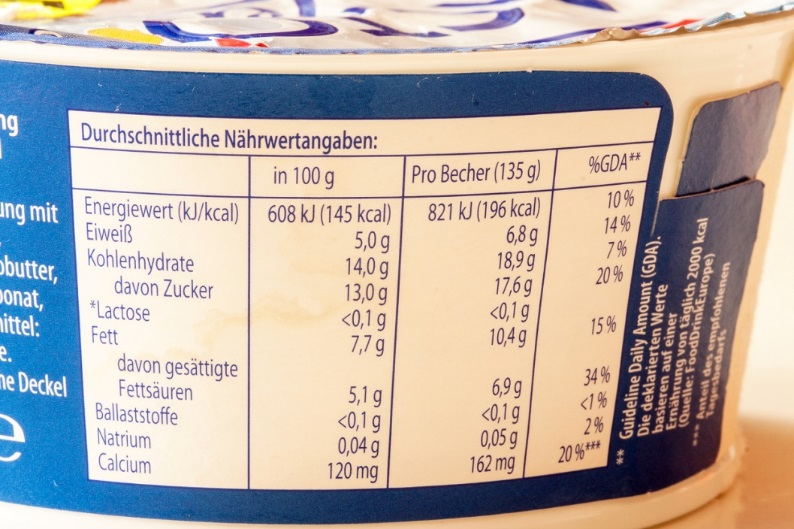 ung mit
obutter,
onat,
ittel:
e.
ne Deckel
e
Durchschnittliche Nährwertangaben:
in 100 g Pro Becher (135 g) %GDA**
Energiewert (kJ/kcal) 608 kJ (145 kcal) 821 kJ (196 kcal) 10 %
Eiweiß 5,0 g 6,8 g 14 %
Kohlenhydrate 14,0 g 18,9 g 7 %
davon Zucker 13,0 g 17,6 g 20 %
*Lactose <0,1 g <0,1 g
Fett 7,7 g 10,4 g 15 %
davon gesättigte
Fettsäuren 5,1 g 6,9 g 34 %
Ballaststoffe <0,1 g <0,1 g <1 %
Natrium 0,04 g 0,05 g 2 %
Calcium 120 mg 162 mg 20 %***
** Guideline Daily Amount (GDA).
Die deklarierten Werte
basieren auf einer
Ernährung von täglich 2000 kcal
(Quelle: FoodDrinkEurope)
*** Anteil des empfohlenen
Tagesbedarfs